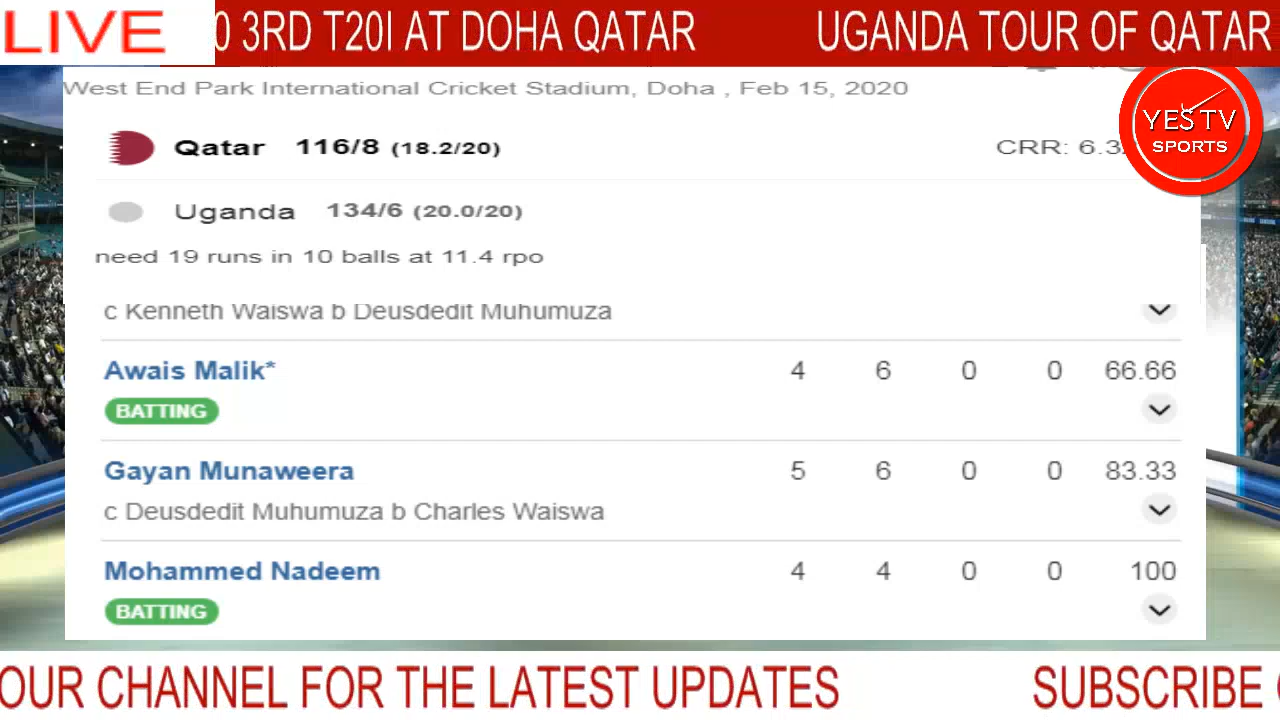 LIVE
0 3RD T20I AT DOHA QATAR
UGANDA TOUR OF QATAR
West End Park International Cricket Stadium, Doha , Feb 15, 2020
Qatar 116/8 (18.2/20)
CRR: 6.3
YES TV
SPORTS
Uganda 134/6 (20.0/20)
need 19 runs in 10 balls at 11.4 rpo
c Kenneth Waiswa b Deusdedit Muhumuza
Awais Malik* 4 6 0 0 66.66
BATTING
Gayan Munaweera 5 6 0 0 83.33
c Deusdedit Muhumuza b Charles Waiswa
Mohammed Nadeem 4 4 0 0 100
BATTING
OUR CHANNEL FOR THE LATEST UPDATES
SUBSCRIBE